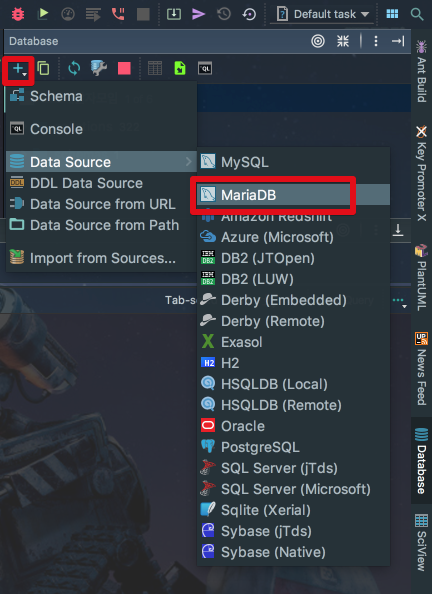 Default task
Database
Schema
Console
Data Source
DDL Data Source
Data Source from URL
Data Source from Path
Import from Sources...
MySQL
MariaDB
Amazon Redshift
Azure (Microsoft)
DB2 (JTOpen)
DB2 (LUW)
Derby (Embedded)
Derby (Remote)
Exasol
H2
HSQLDB (Local)
HSQLDB (Remote)
Oracle
PostgreSQL
SQL Server (jTds)
SQL Server (Microsoft)
Sqlite (Xerial)
Sybase (jTds)
Sybase (Native)
Tab-s
Ant Build
Key Promoter X
PlantUML
News Feed
Database
SciView